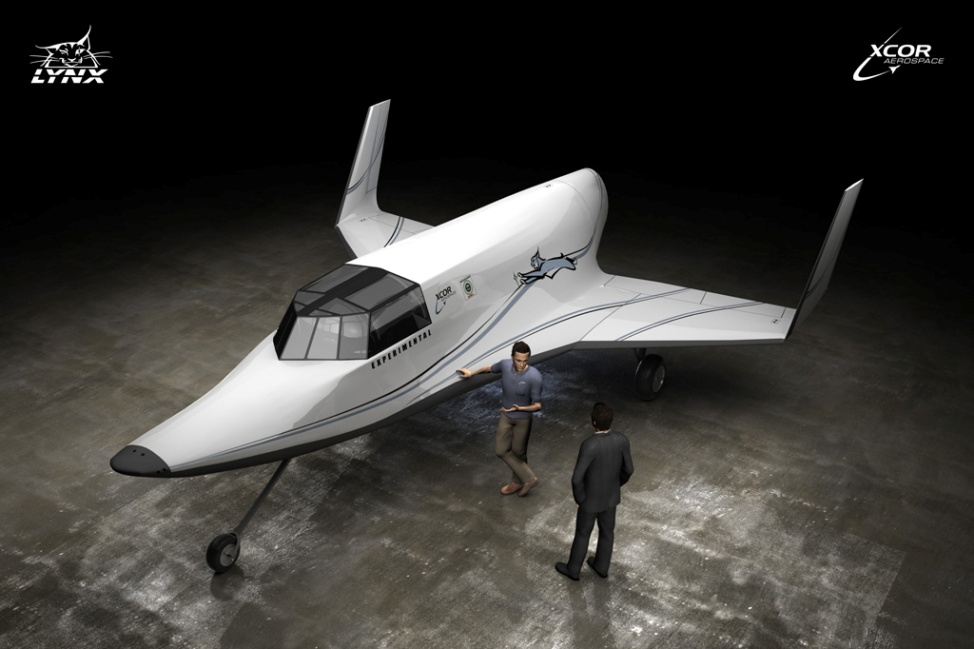 LYNX
XCOR
AEROSPACE
XCOR
EXPERIMENTAL